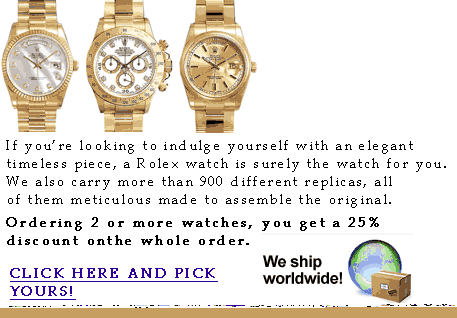 If you're looking to indulge yourself with an elegant
timeless piece, a Rolex watch is surely the watch for you.
We also carry more than 900 different replicas, all
of them meticulous made to assemble the original.
Ordering 2 or more watches, you get a 25%
discount onthe whole order.
We ship
worldwide!
CLICK HERE AND PICK
YOURS!